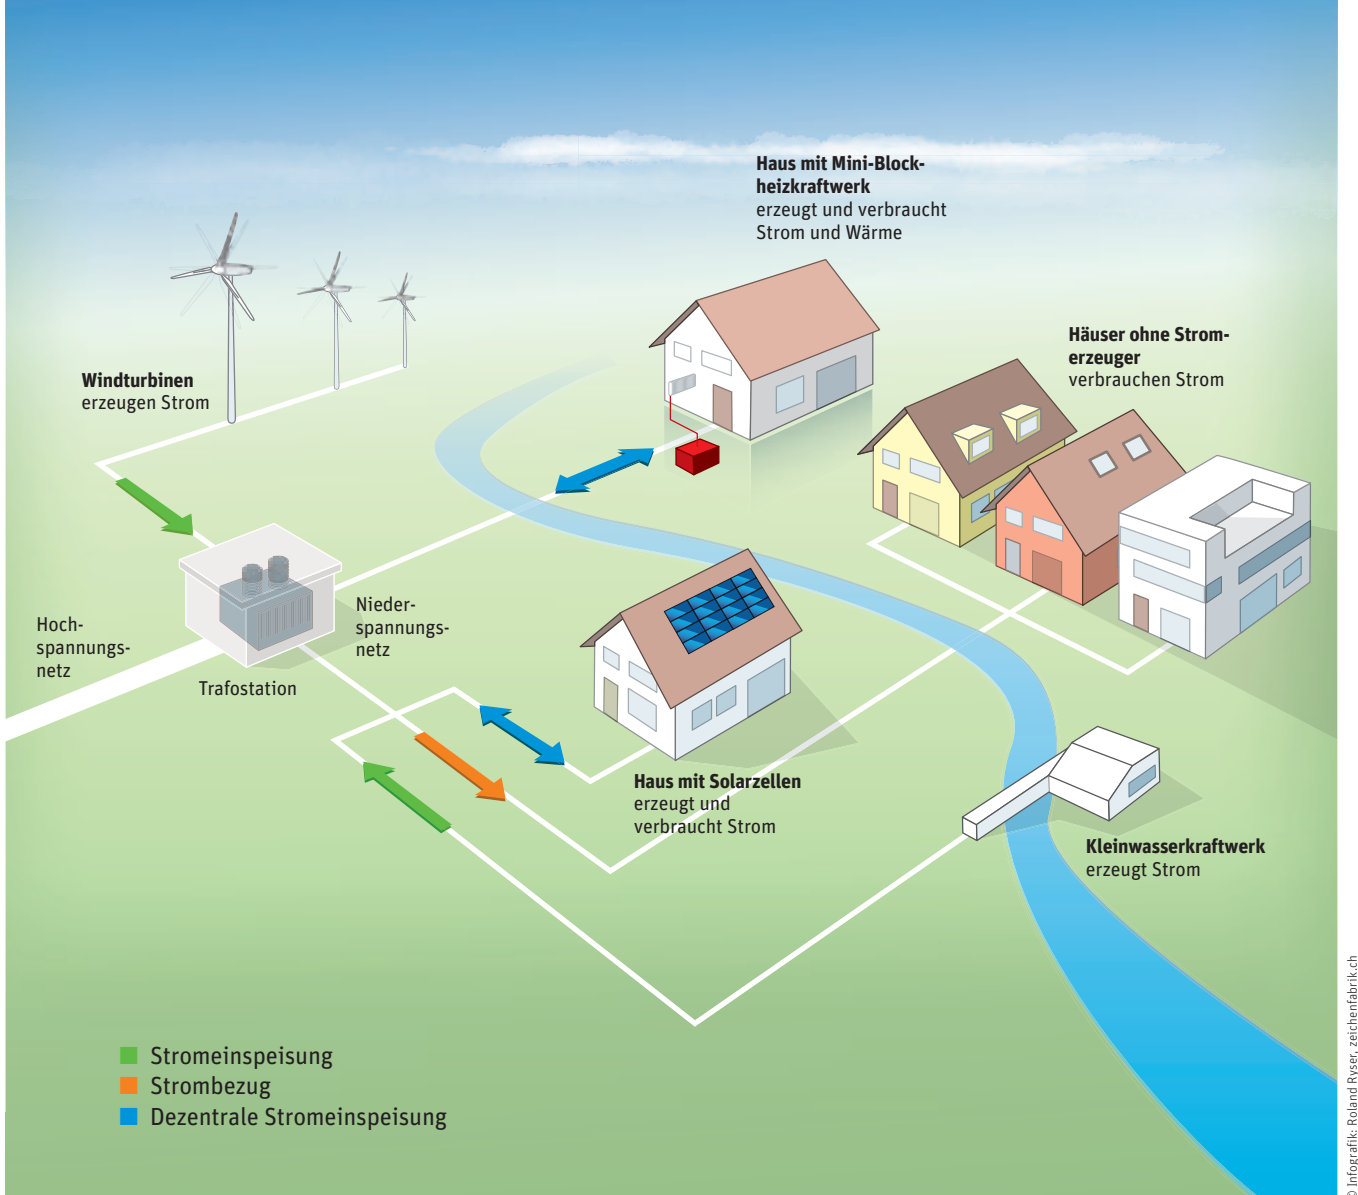 Haus mit Mini-Block-
heizkraftwerk
erzeugt und verbraucht
Strom und Wärme
Häuser ohne Strom-
erzeuger
verbrauchen Strom
Windturbinen
erzeugen Strom
Hoch-
spannungs-
netz
Nieder-
spannungs-
netz
Trafostation
Haus mit Solarzellen
erzeugt und
verbraucht Strom
Kleinwasserkraftwerk
erzeugt Strom
Stromeinspeisung
Strombezug
Dezentrale Stromeinspeisung
© Infografik: Roland Ryser, zeichenfabrik.ch